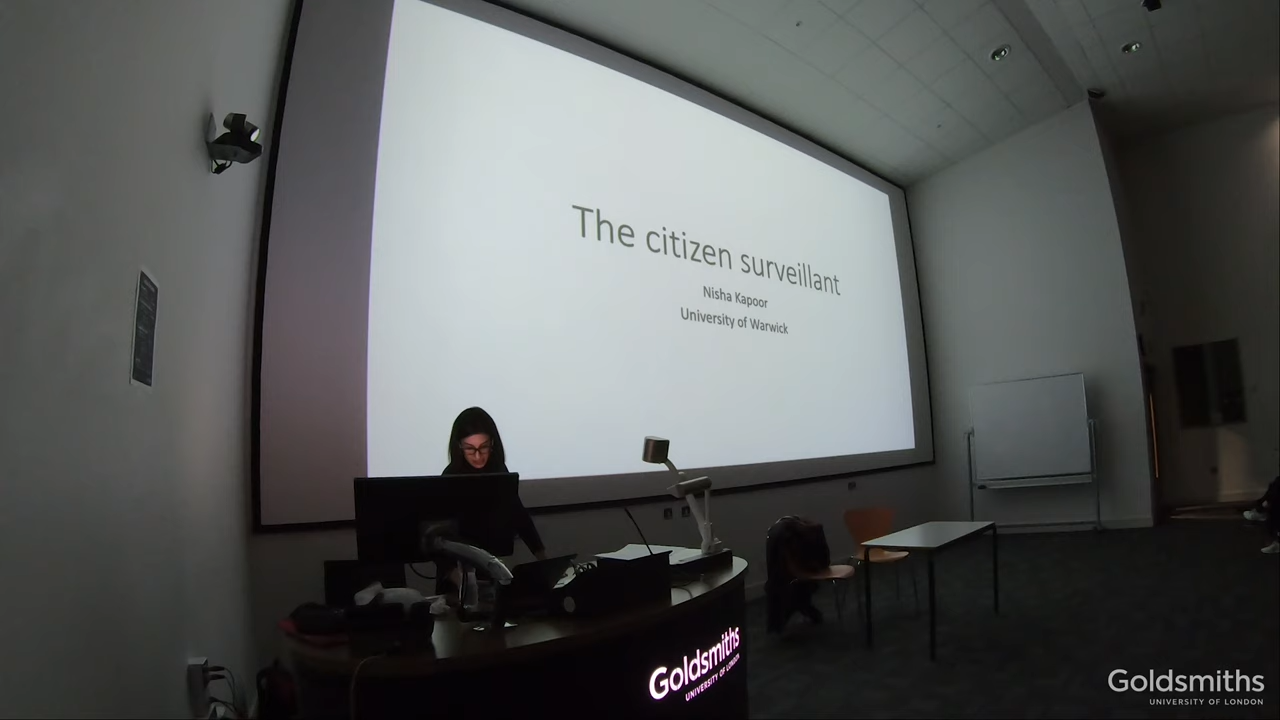 The citizen surveillant
Nisha Kapoor
University of Warwick
Goldsmiths
UNIVERSITY OF LONDON
Goldsmiths
UNIVERSITY OF LONDON